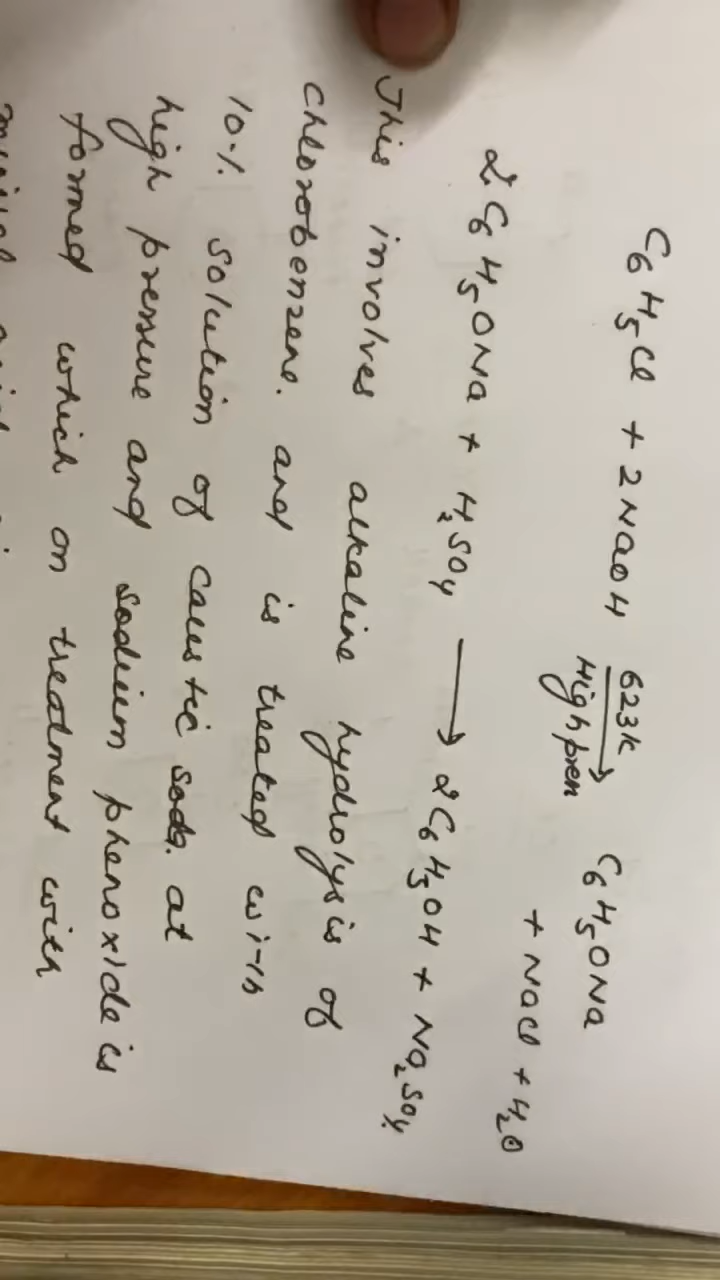 C₆H₅Cl + 2NaOH 623K High pren → C₆H₅ONa
+ NaCl + H₂O
2C₆H₅ONa + H₂SO₄ → 2C₆H₅OH + Na₂SO₄
This involves alkaline hydrolysis of
chlorobenzene. and is treated with
10% solution of caustic soda. at
high pressure and sodium phenoxide is
formed which on treatment with